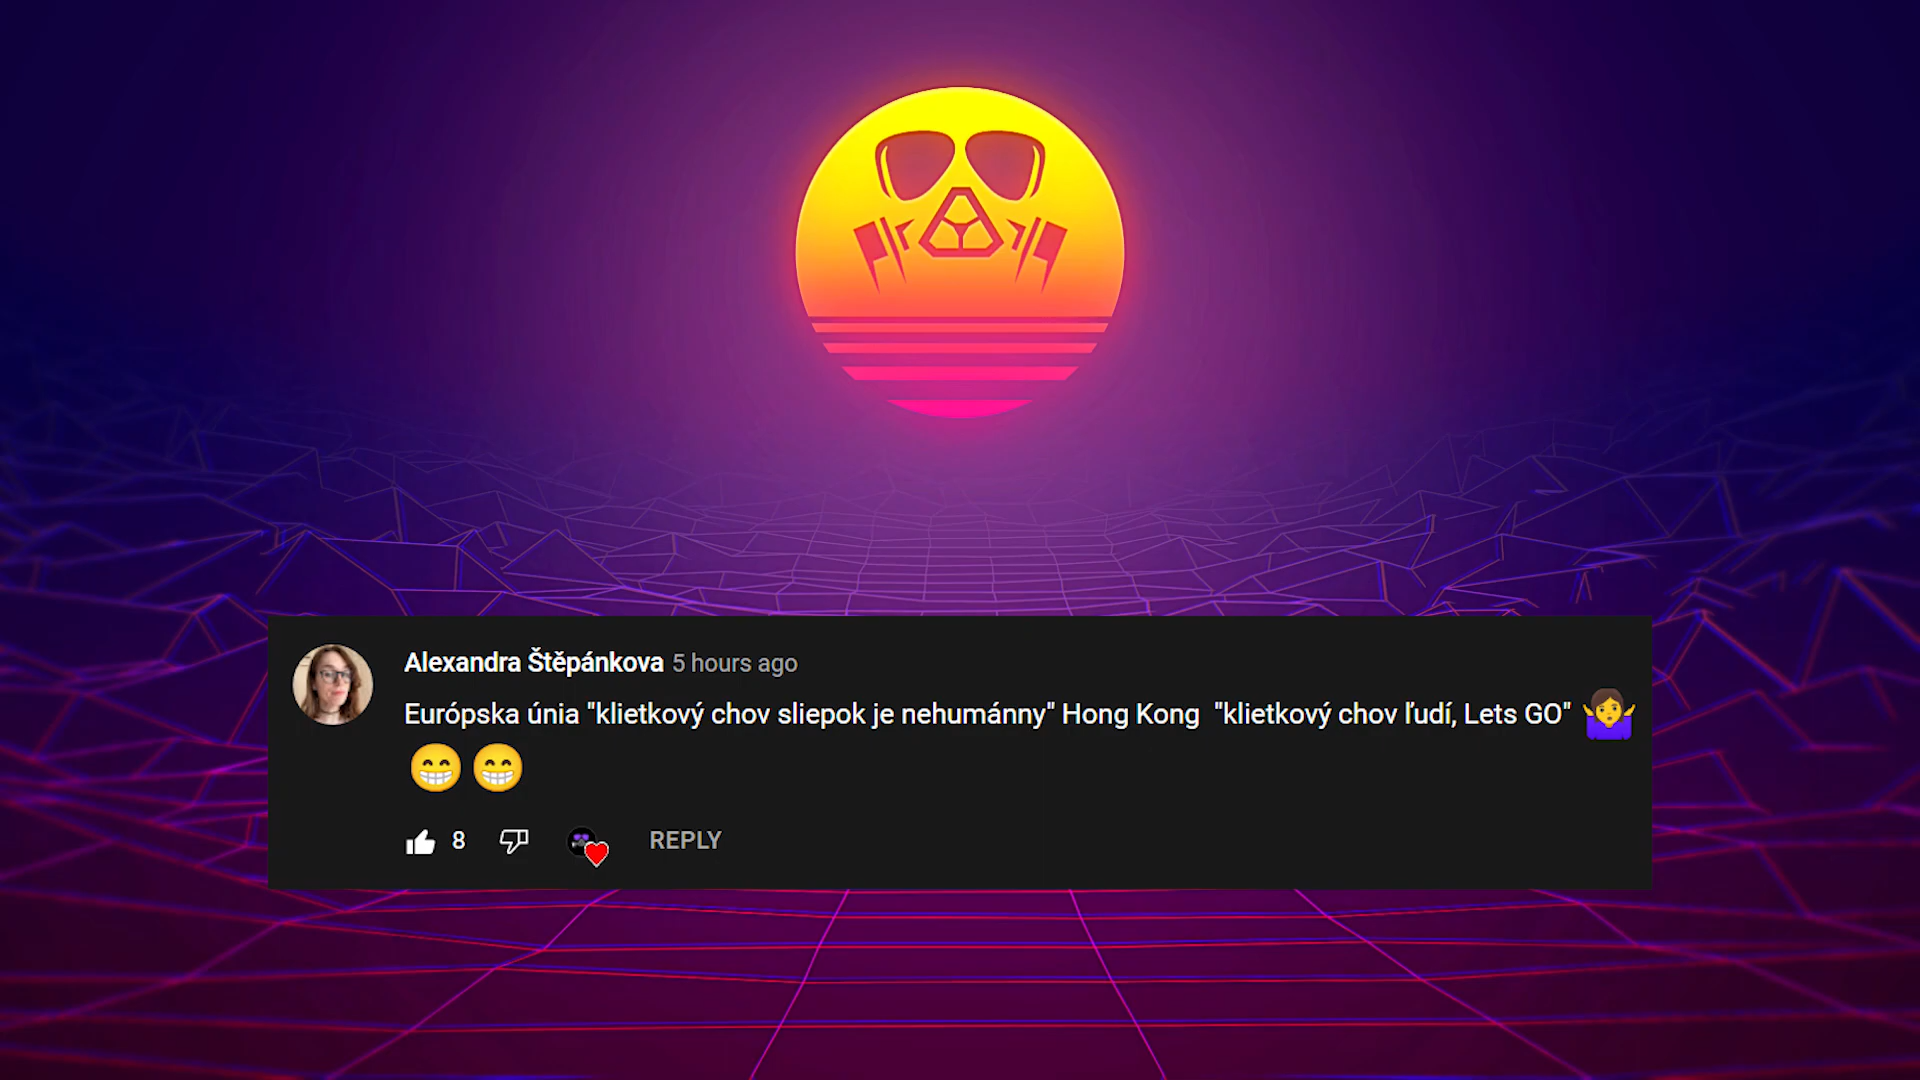 Alexandra Štěpánkova 5 hours ago
Európska únia "klietkový chov sliepok je nehumánny" Hong Kong  "klietkový chov ľudí, Lets GO" 🤷‍♀️
😁😁
8 REPLY